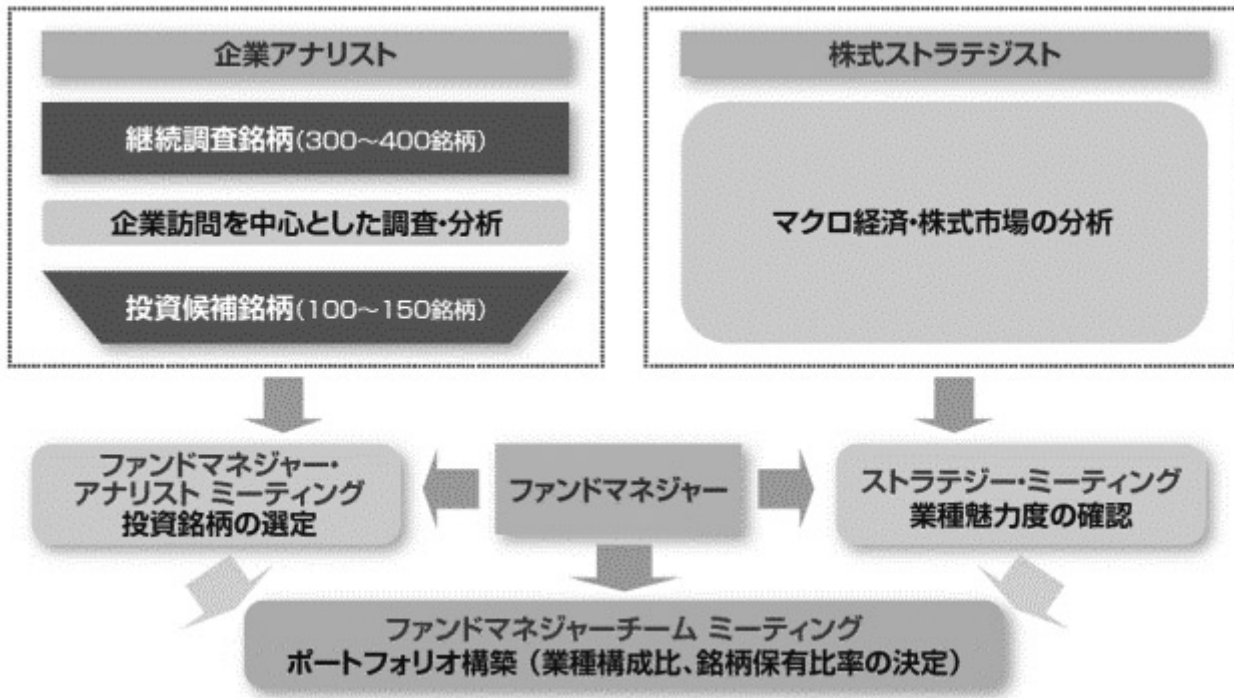 企業アナリスト
継続調査銘柄(300〜400銘柄)
企業訪問を中心とした調査・分析
投資候補銘柄(100〜150銘柄)
株式ストラテジスト
マクロ経済・株式市場の分析
ファンドマネジャー・
アナリスト ミーティング
投資銘柄の選定
ファンドマネジャー
ストラテジー・ミーティング
業種魅力度の確認
ファンドマネジャーチーム ミーティング
ポートフォリオ構築(業種構成比、銘柄保有比率の決定)